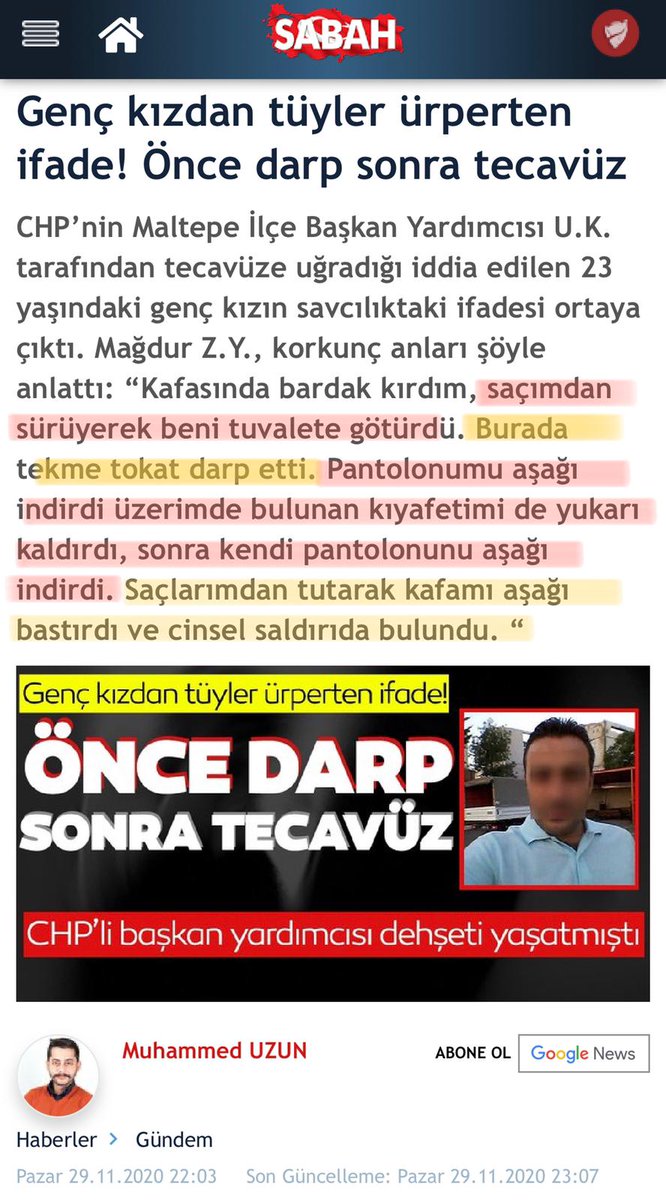 SABAH
Genç kızdan tüyler ürperten
ifade! Önce darp sonra tecavüz
CHP’nin Maltepe İlçe Başkan Yardımcısı U.K.
tarafından tecavüze uğradığı iddia edilen 23
yaşındaki genç kızın savcılıktaki ifadesi ortaya
çıktı. Mağdur Z.Y., korkunç anları şöyle
anlattı: “Kafasında bardak kırdım, saçımdan
sürüyerek beni tuvalete götürdü. Burada
tekme tokat darp etti. Pantolonumu aşağı
indirdi üzerimde bulunan kıyafetimi de yukarı
kaldırdı, sonra kendi pantolonunu aşağı
indirdi. Saçlarımdan tutarak kafamı aşağı
bastırdı ve cinsel saldırıda bulundu. “
Genç kızdan tüyler ürperten ifade!
ÖNCE DARP
SONRA TECAVÜZ
CHP’li başkan yardımcısı dehşeti yaşatmıştı
Muhammed UZUN
ABONE OL Google News
Haberler > Gündem
Pazar 29.11.2020 22:03 Son Güncelleme: Pazar 29.11.2020 23:07